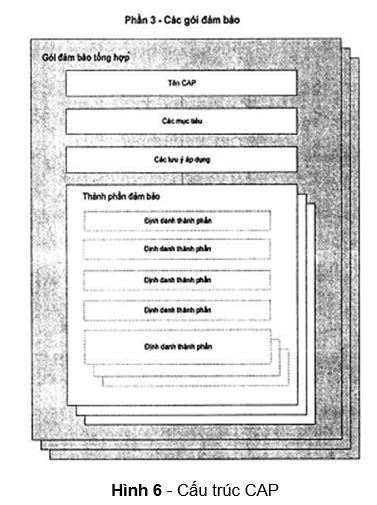 Phần 3 - Các gói đảm bảo
Gói đảm bảo tổng hợp
Tên CAP
Các mục tiêu
Các lưu ý áp dụng
Thành phần đảm bảo
Định danh thành phần
Định danh thành phần
Định danh thành phần
Định danh thành phần
Định danh thành phần
Hình 6 - Cấu trúc CAP